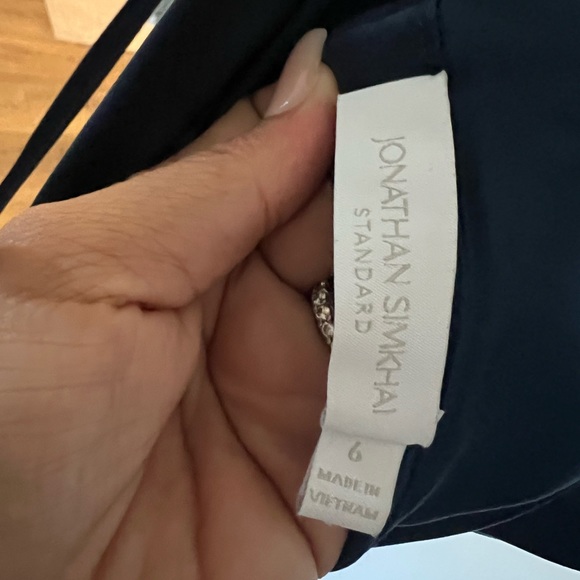 JONATHAN SIMKHAI
STANDARD
6
MADE IN
VIETNAM